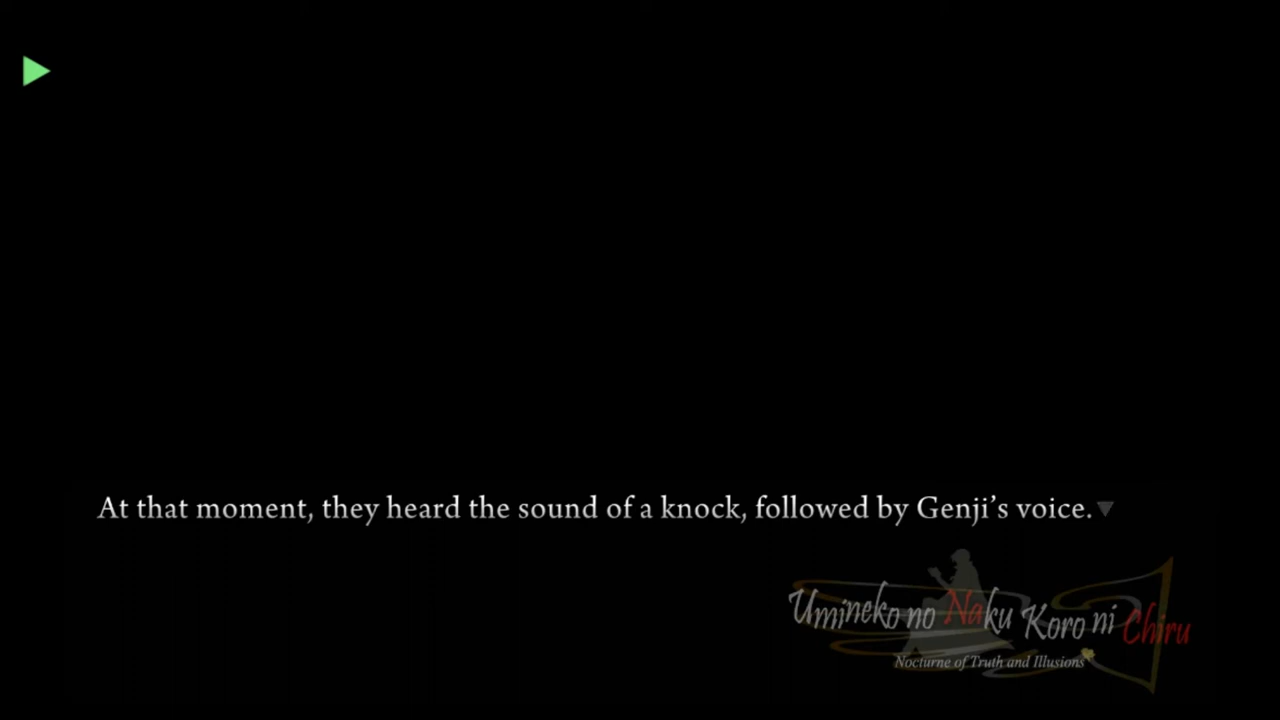 At that moment, they heard the sound of a knock, followed by Genji’s voice.
Umineko no Naku Koro ni Chiru
Nocturne of Truth and Illusions